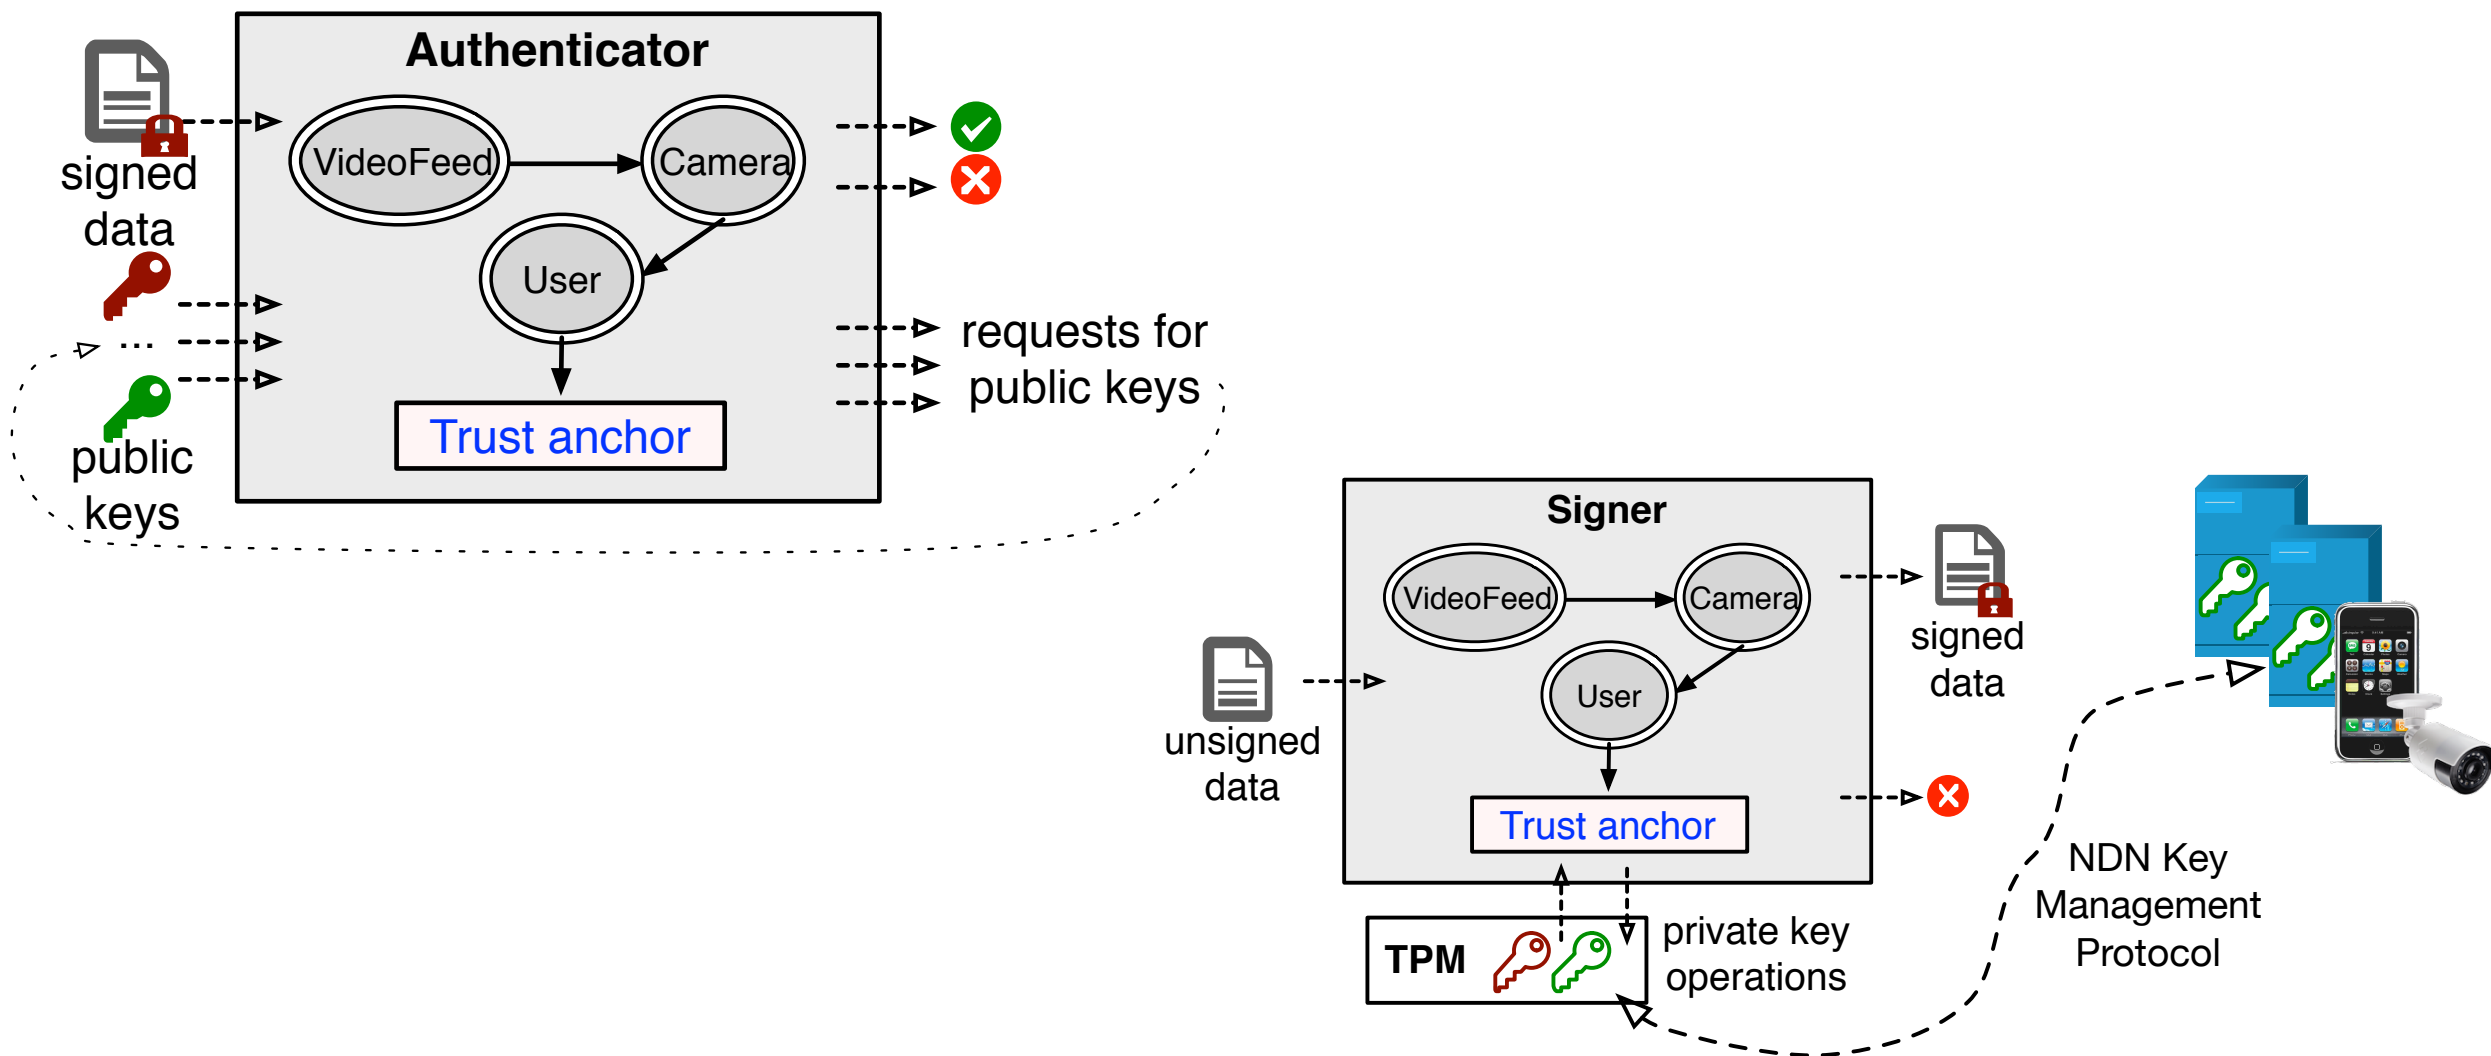 Authenticator
signed
data
VideoFeed
Camera
User
Trust anchor
...
public
keys
requests for
public keys
Signer
VideoFeed
Camera
User
Trust anchor
unsigned
data
signed
data
TPM
private key
operations
NDN Key
Management
Protocol